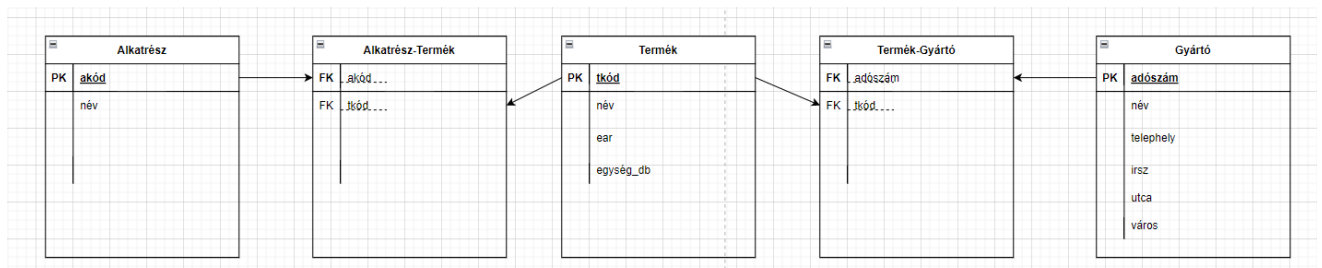 Alkatrész
PK akód
név
Alkatrész-Termék
FK akód
FK tkód
Termék
PK tkód
név
ear
egység_db
Termék-Gyártó
FK adószám
FK tkód
Gyártó
PK adószám
név
telephely
irsz
utca
város